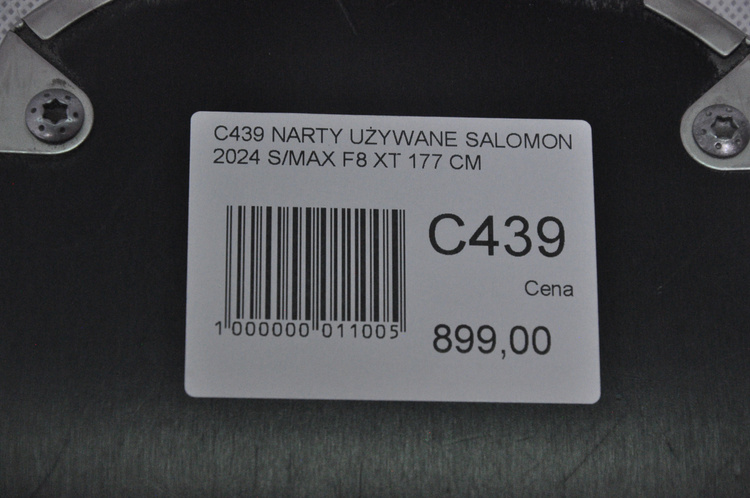 C439 NARTY UŻYWANE SALOMON
2024 S/MAX F8 XT 177 CM
C439
Cena
899,00
1 000000 011005